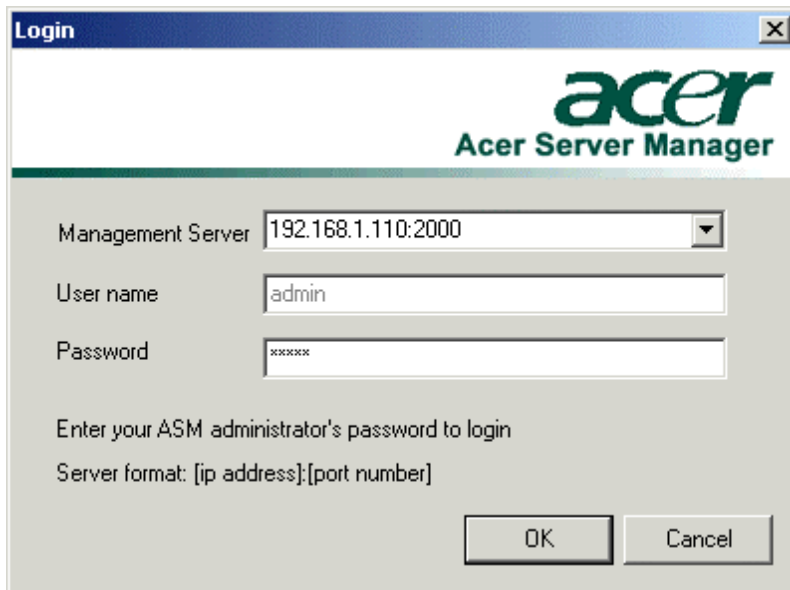 Login
acer
Acer Server Manager
Management Server 192.168.1.110:2000
User name admin
Password xxxxx
Enter your ASM administrator's password to login
Server format: [ip address]:[port number]
OK Cancel